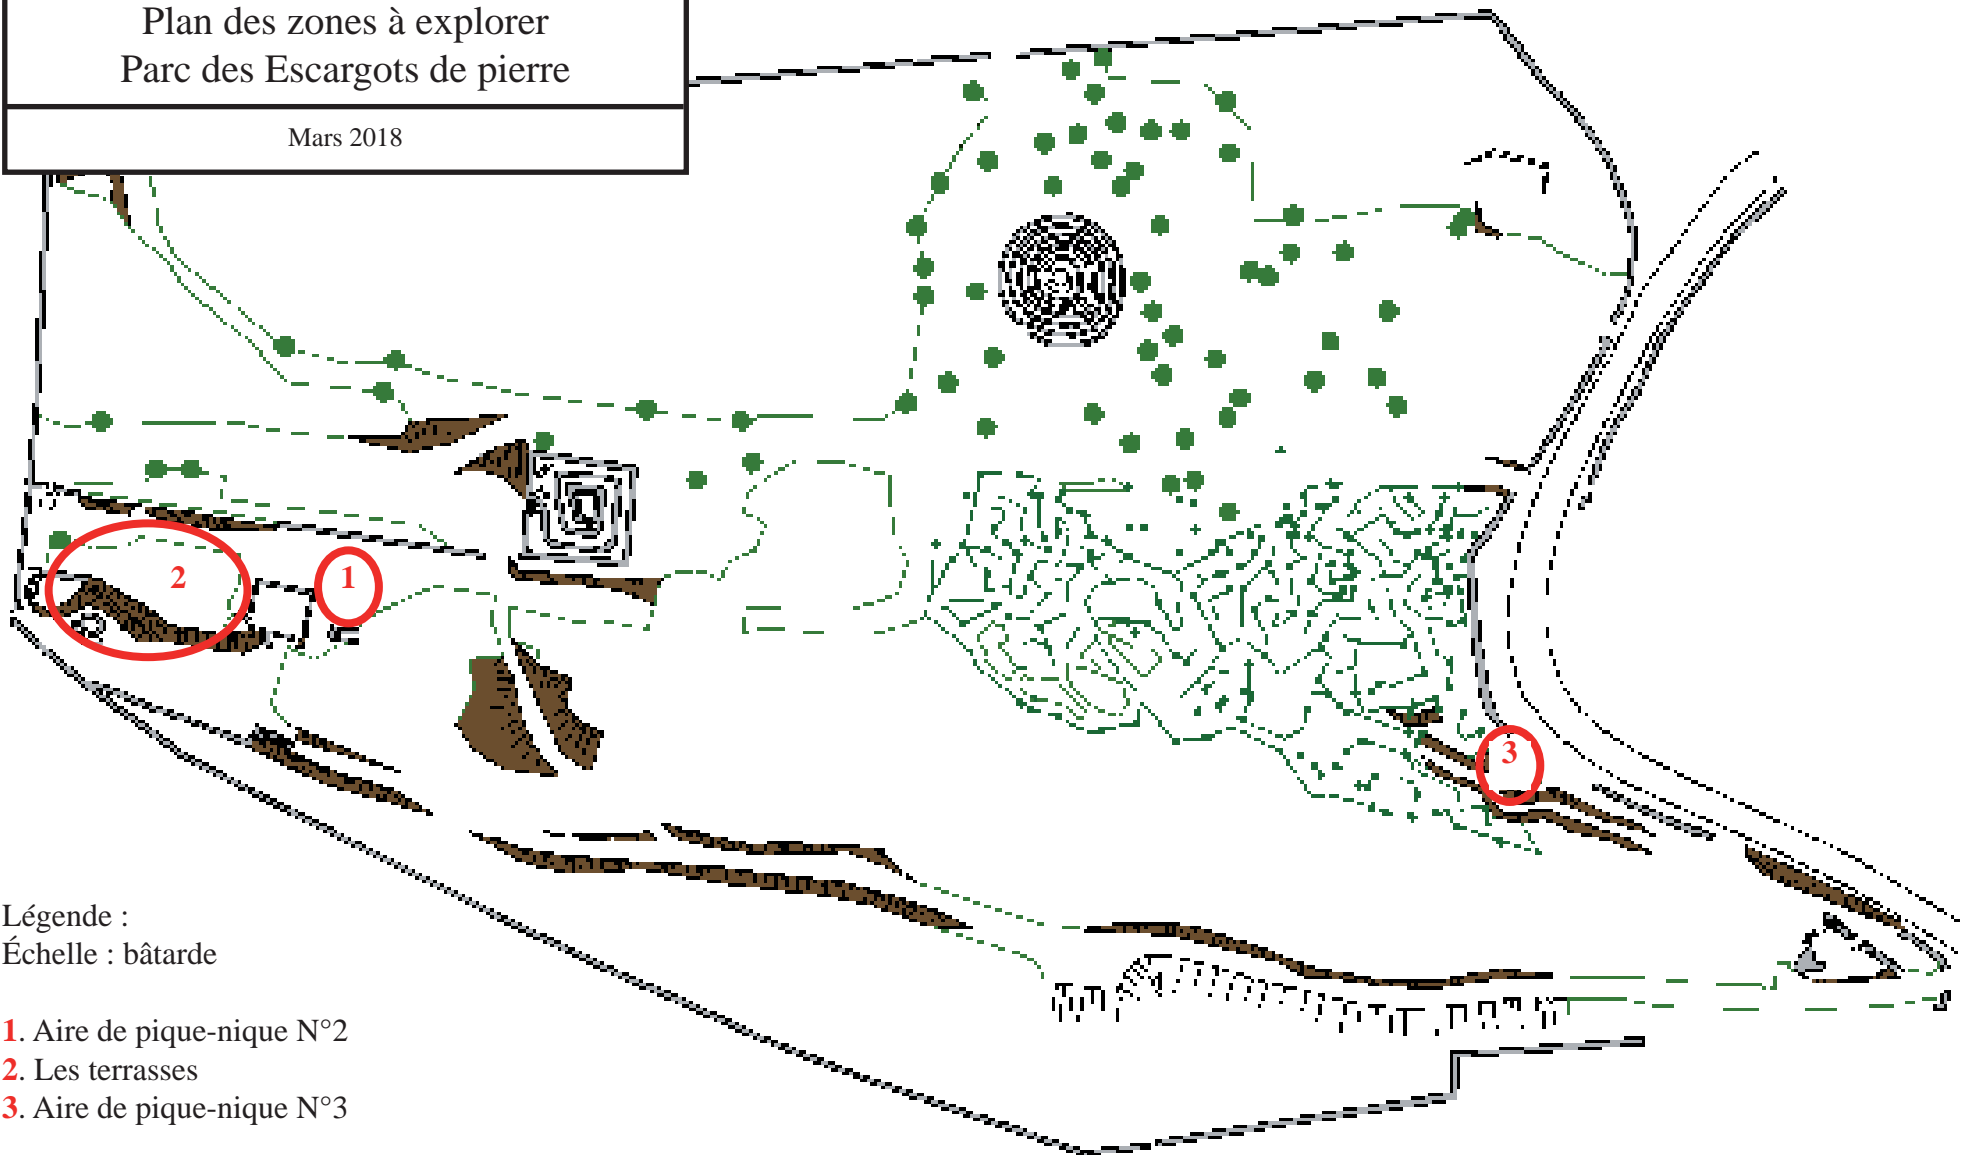 Plan des zones à explorer
Parc des Escargots de pierre
Mars 2018
2
1
3
Légende :
Échelle : bâtarde
1. Aire de pique-nique N°2
2. Les terrasses
3. Aire de pique-nique N°3